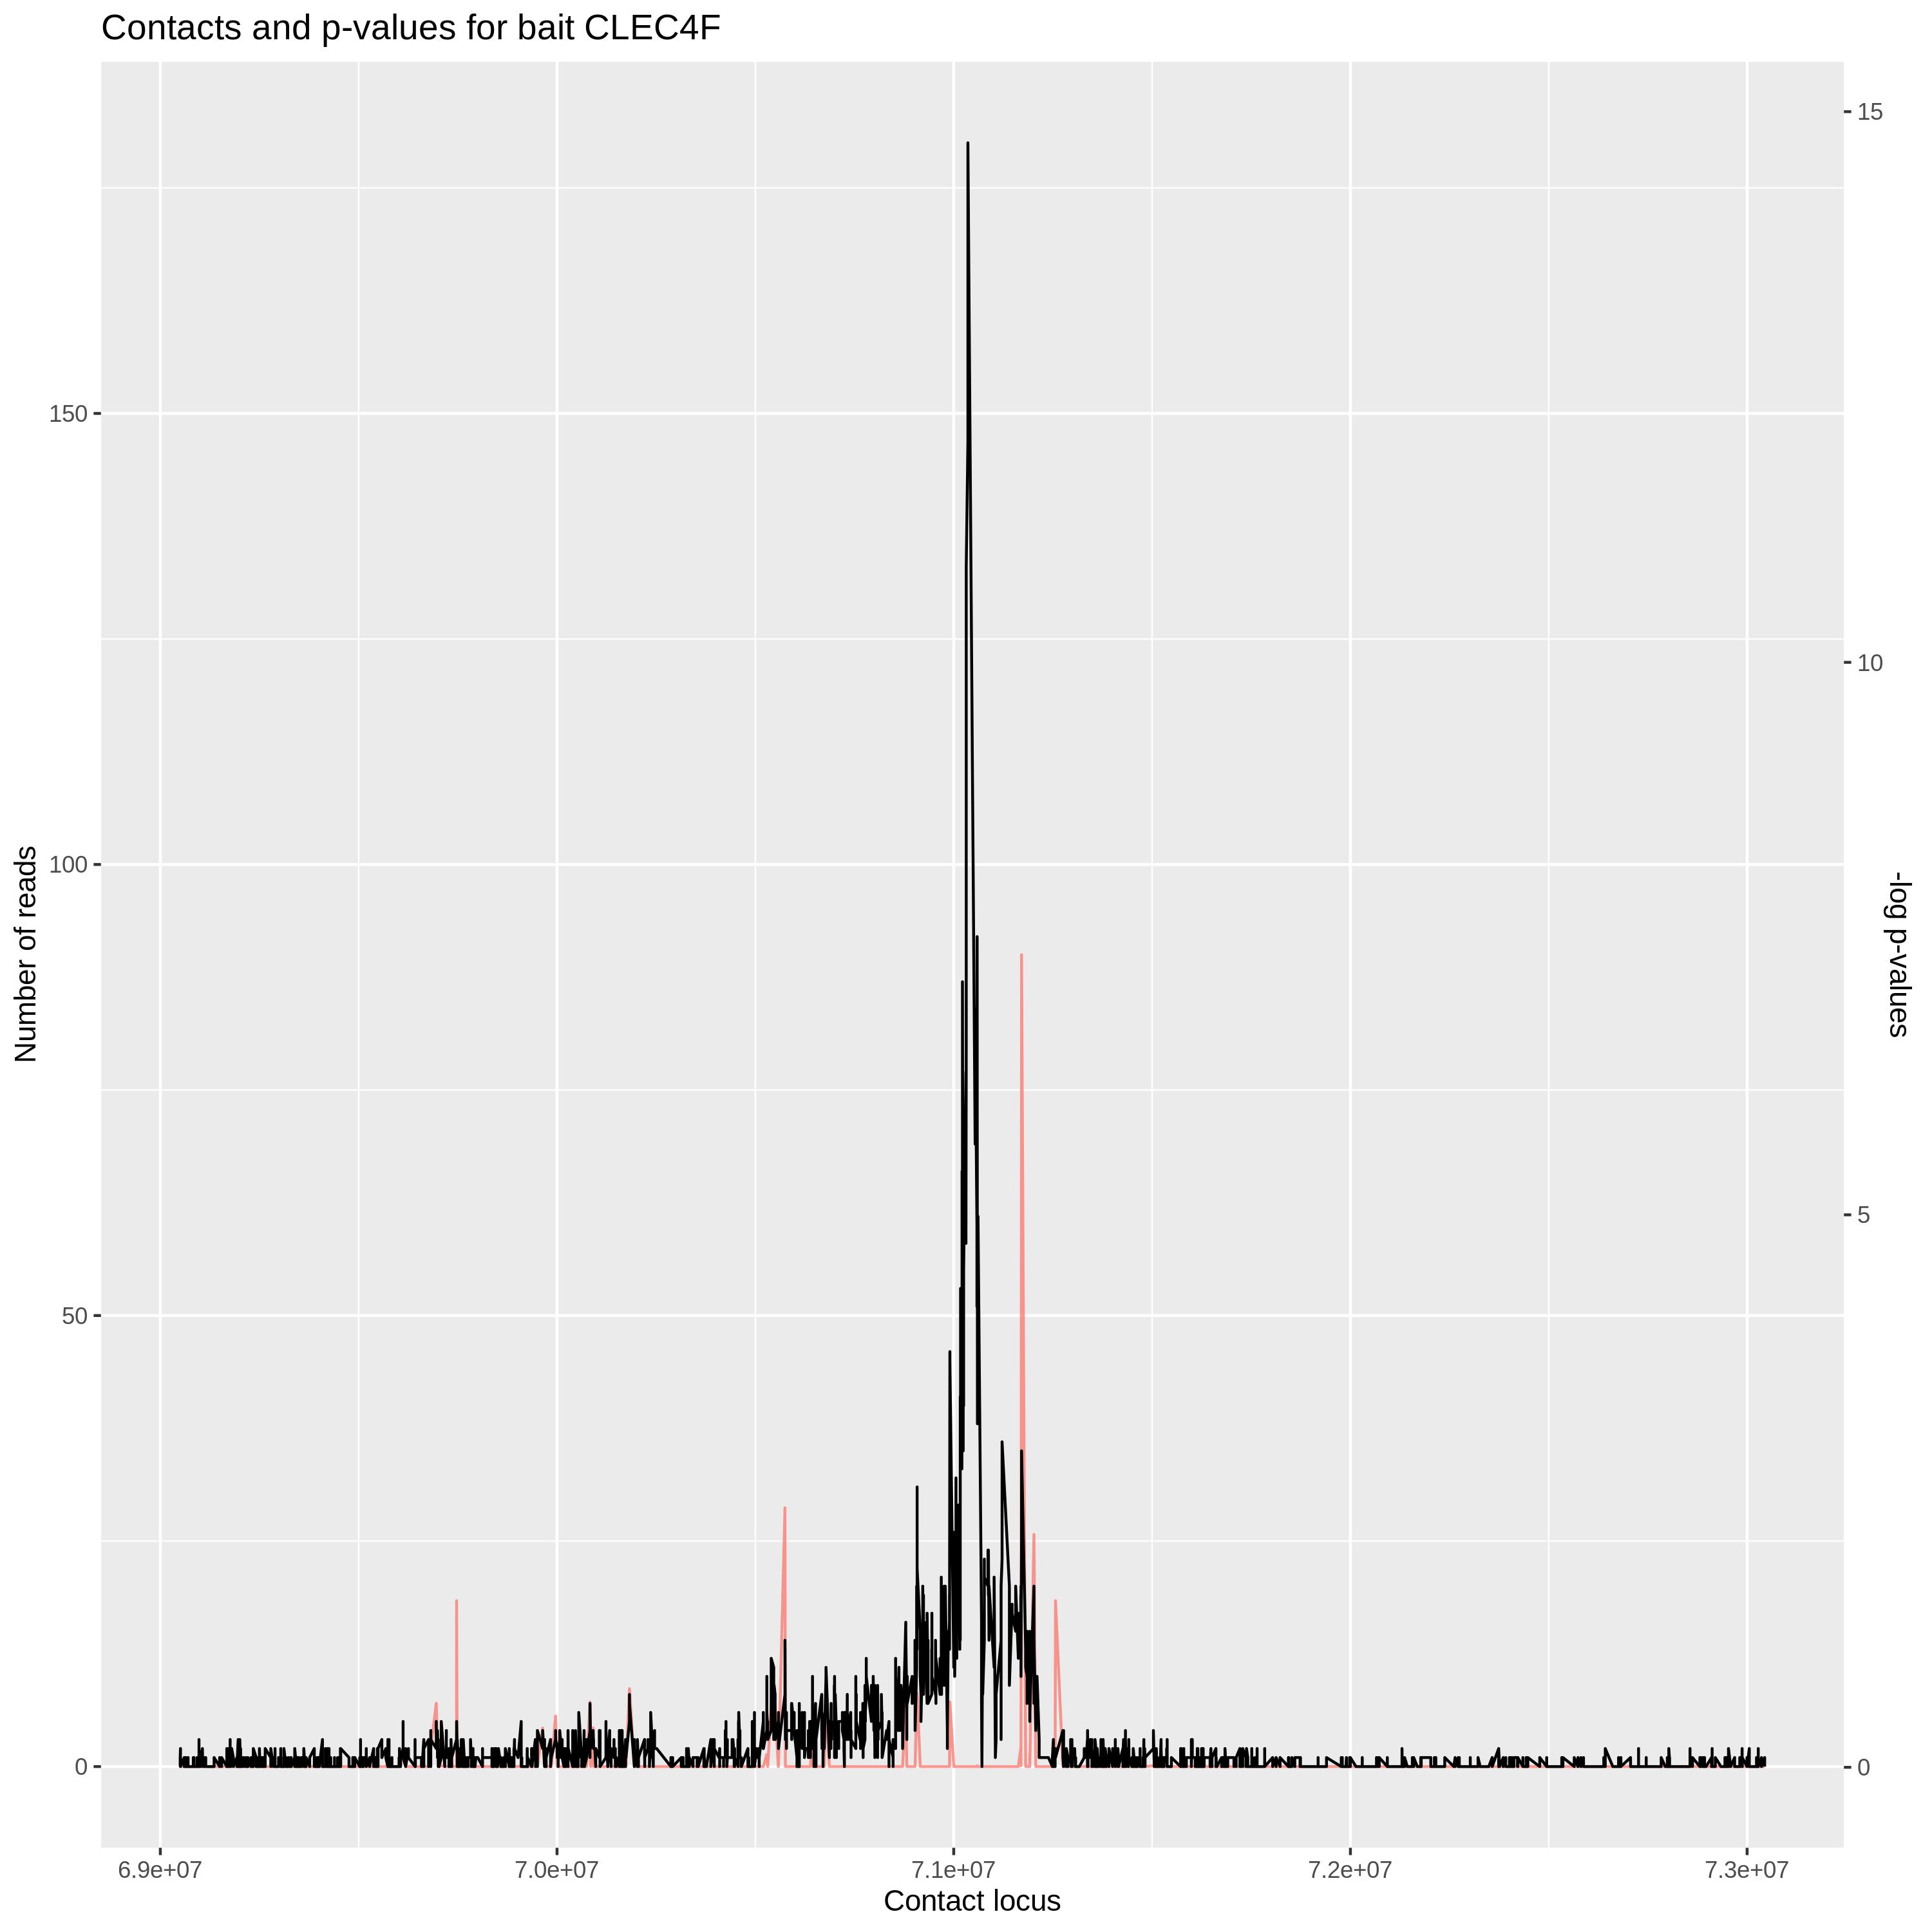 Contacts and p-values for bait CLEC4F
15
150
10
100
Number of reads
-log p-values
5
50
0
0
6.9e+07 7.0e+07 7.1e+07 7.2e+07 7.3e+07
Contact locus